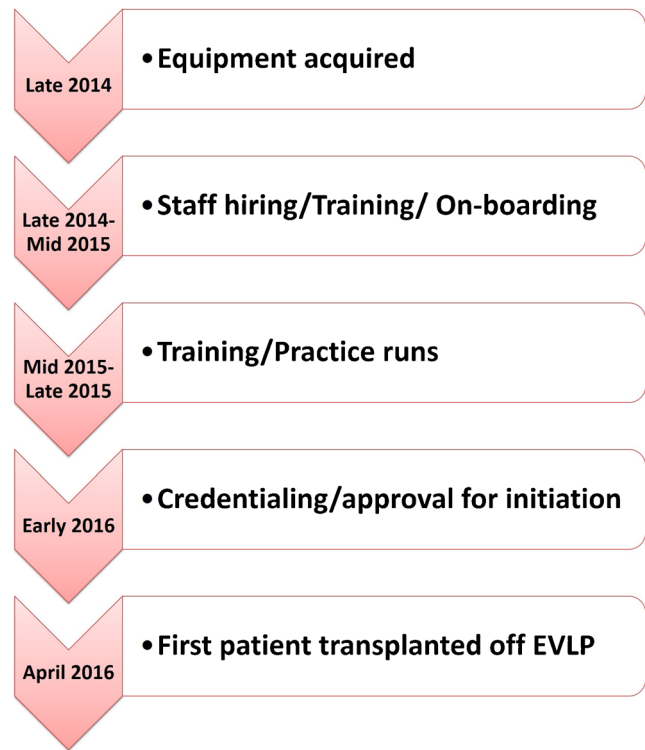 Late 2014
•Equipment acquired
Late 2014-
Mid 2015
•Staff hiring/Training/ On-boarding
Mid 2015-
Late 2015
•Training/Practice runs
Early 2016
•Credentialing/approval for initiation
April 2016
•First patient transplanted off EVLP